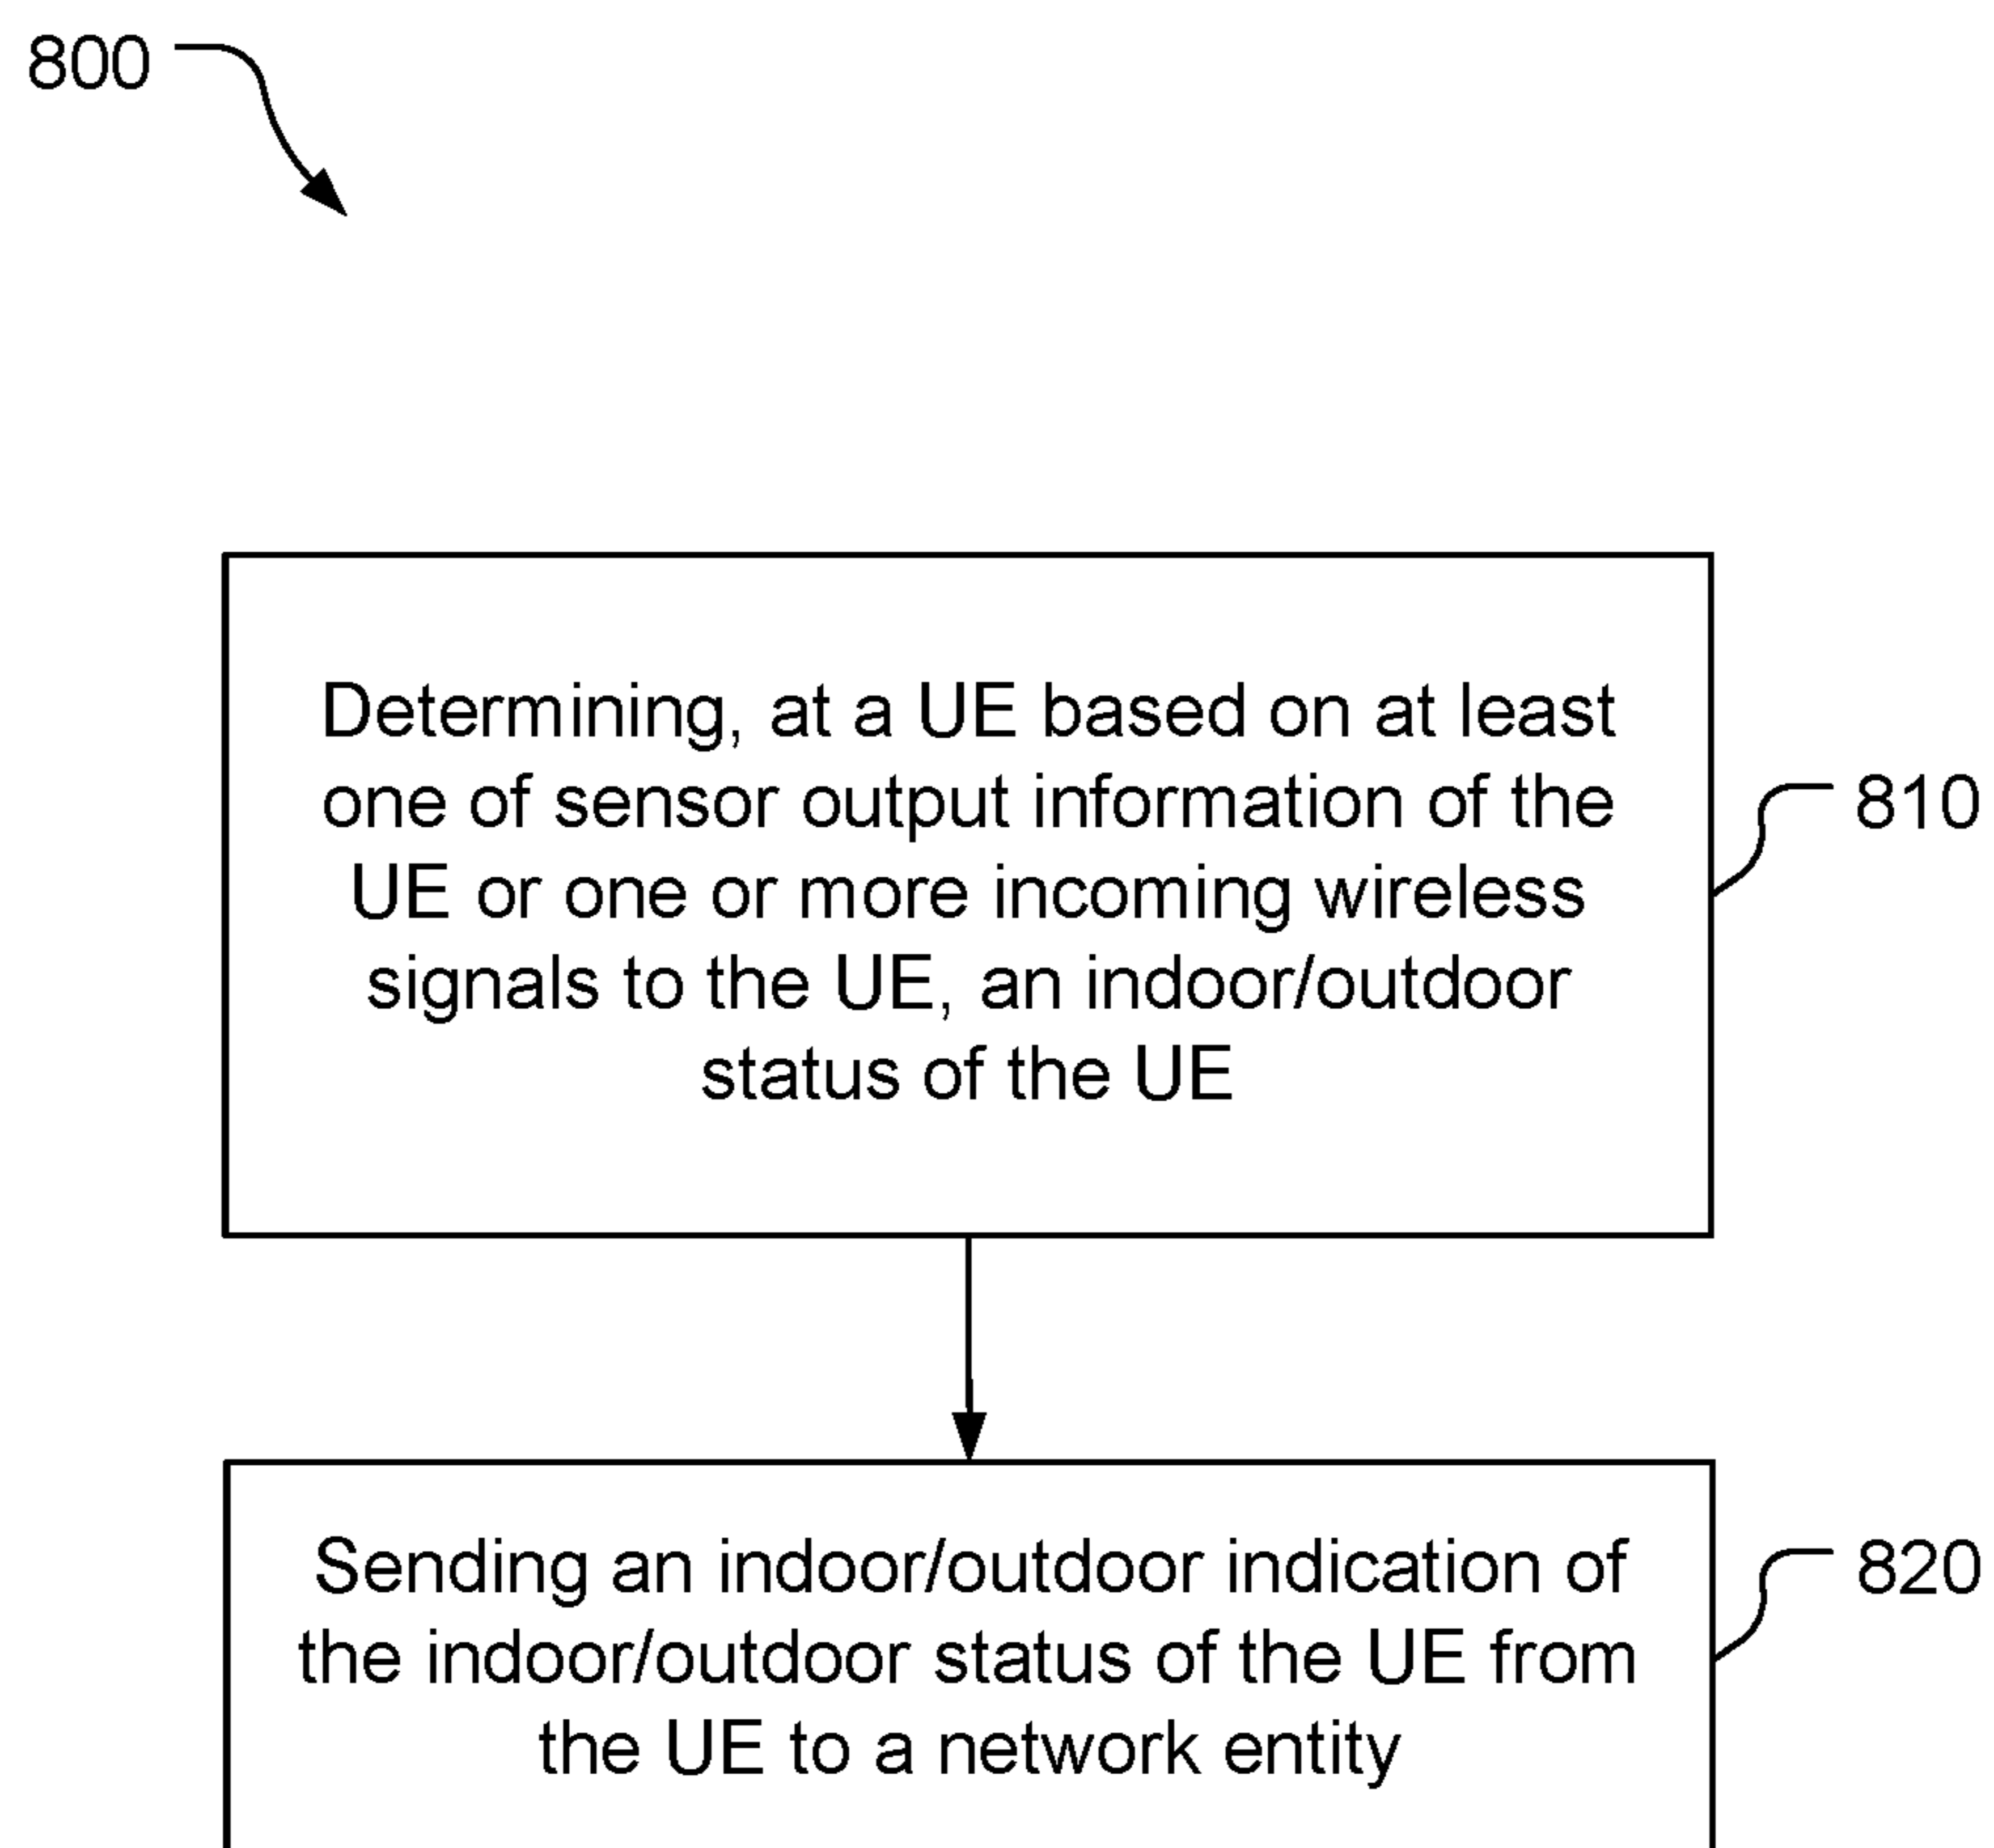 800
Determining, at a UE based on at least
one of sensor output information of the
UE or one or more incoming wireless
signals to the UE, an indoor/outdoor
status of the UE
810
Sending an indoor/outdoor indication of
the indoor/outdoor status of the UE from
the UE to a network entity
820